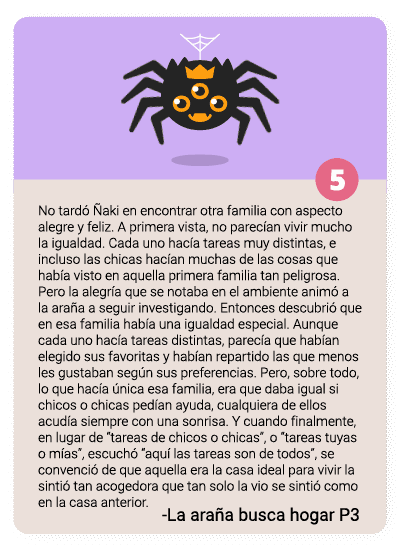 5
No tardó Ñaki en encontrar otra familia con aspecto
alegre y feliz. A primera vista, no parecían vivir mucho
la igualdad. Cada uno hacía tareas muy distintas, e
incluso las chicas hacían muchas de las cosas que
había visto en aquella primera familia tan peligrosa.
Pero la alegría que se notaba en el ambiente animó a
la araña a seguir investigando. Entonces descubrió que
en esa familia había una igualdad especial. Aunque
cada uno hacía tareas distintas, parecía que habían
elegido sus favoritas y habían repartido las que menos
les gustaban según sus preferencias. Pero, sobre todo,
lo que hacía única esa familia, era que daba igual si
chicos o chicas pedían ayuda, cualquiera de ellos
acudía siempre con una sonrisa. Y cuando finalmente,
en lugar de “tareas de chicos o chicas”, o “tareas tuyas
o mías”, escuchó “aquí las tareas son de todos”, se
convenció de que aquella era la casa ideal para vivir la
sintió tan acogedora que tan solo la vio se sintió como
en la casa anterior.
-La araña busca hogar P3